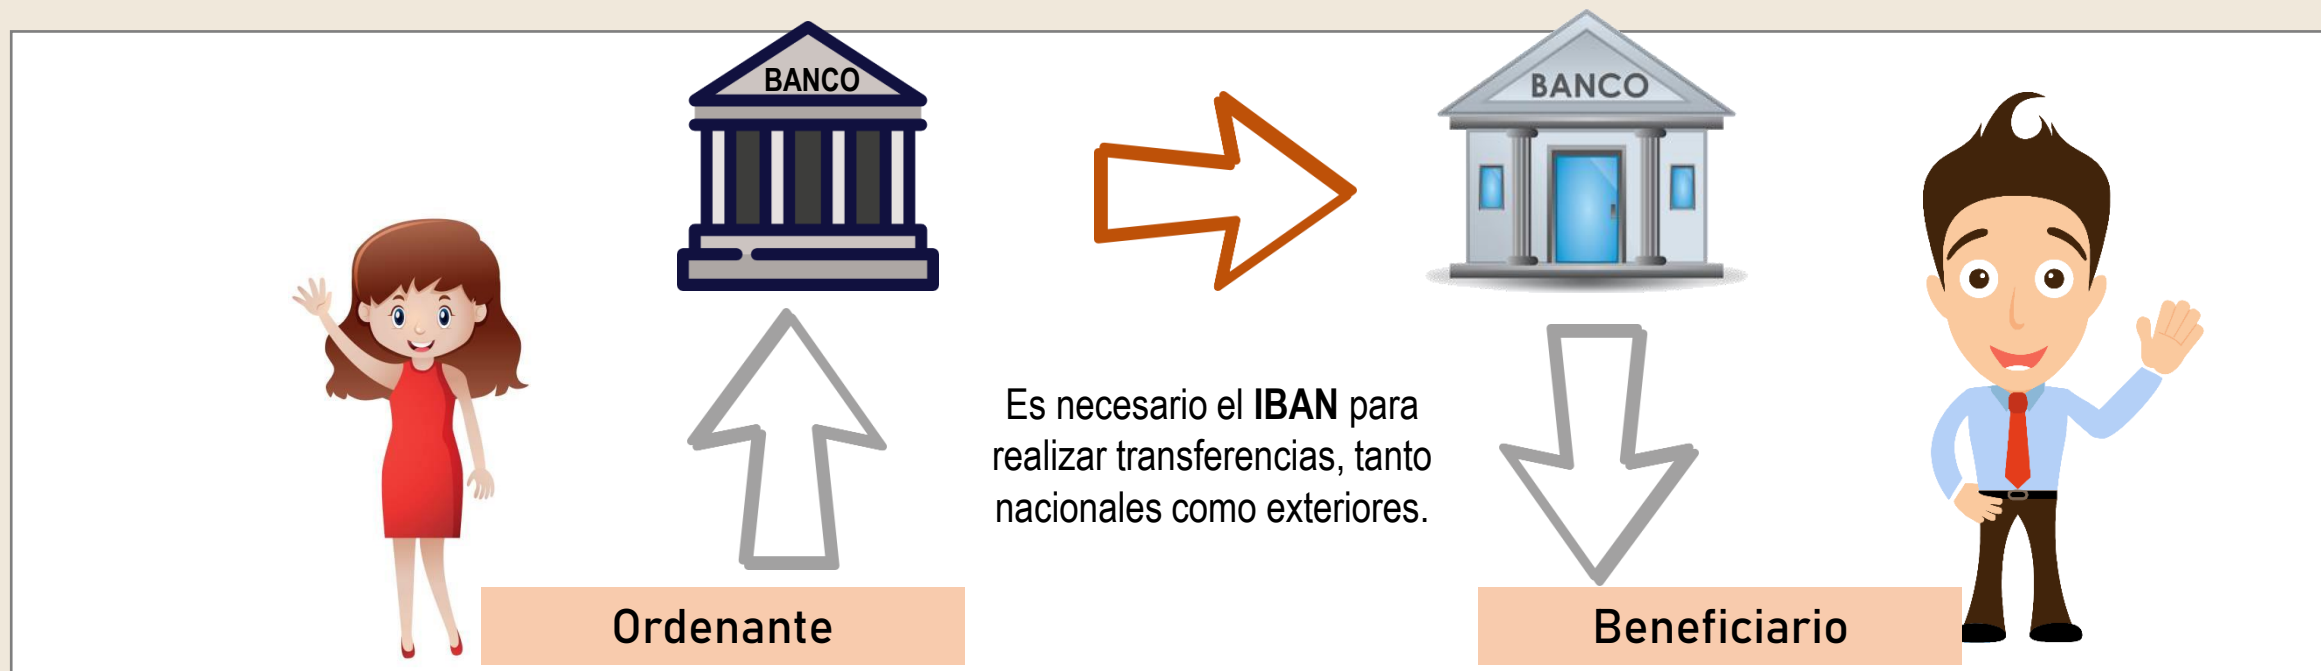 BANCO
BANCO
Es necesario el IBAN para
realizar transferencias, tanto
nacionales como exteriores.
Ordenante
Beneficiario